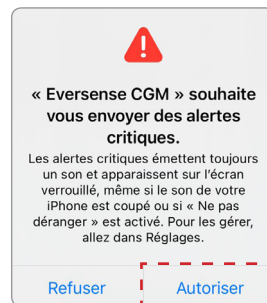 « Eversense CGM » souhaite
vous envoyer des alertes
critiques.
Les alertes critiques émettent toujours
un son et apparaissent sur l'écran
verrouillé, même si le son de votre
iPhone est coupé ou si « Ne pas
déranger » est activé. Pour les gérer,
allez dans Réglages.
Refuser
Autoriser